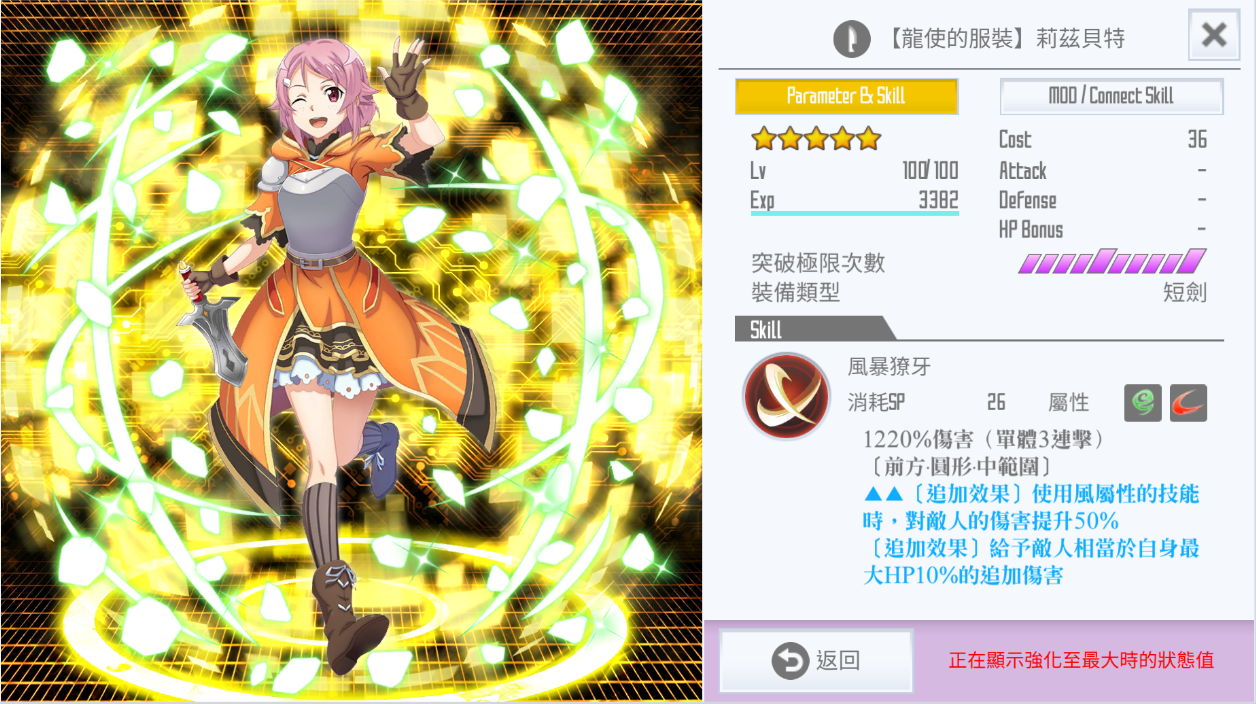 【龍使的服裝】莉茲貝特
Parameter & Skill
MOD / Connect Skill
Lv 100/100
Exp 3382
Cost 36
Attack -
Defense -
HP Bonus -
突破極限次數
裝備類型 短劍
Skill
風暴獠牙
消耗SP 26 屬性
1220%傷害（單體3連擊）
〔前方·圓形·中範圍〕
▲▲〔追加效果〕使用風屬性的技能
時，對敵人的傷害提升50%
〔追加效果〕給予敵人相當於自身最
大HP10%的追加傷害
返回
正在顯示強化至最大時的狀態值